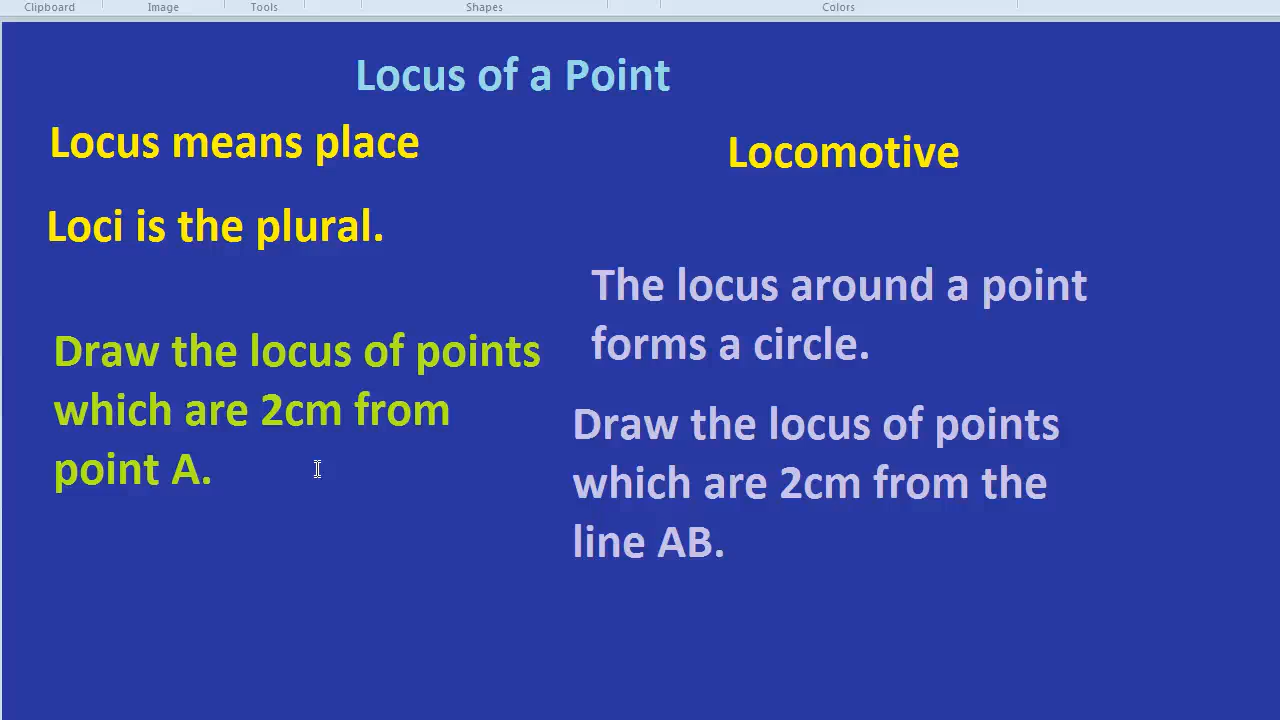 Clipboard Image Tools Shapes Colors
Locus of a Point
Locus means place
Locomotive
Loci is the plural.
The locus around a point
forms a circle.
Draw the locus of points
which are 2cm from
point A.
Draw the locus of points
which are 2cm from the
line AB.